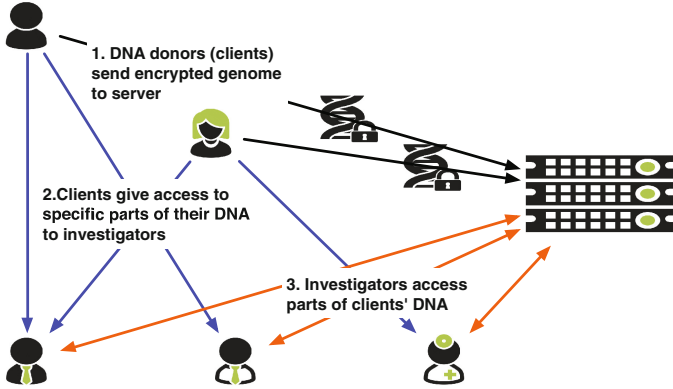 1. DNA donors (clients)
send encrypted genome
to server
2.Clients give access to
specific parts of their DNA
to investigators
3. Investigators access
parts of clients' DNA